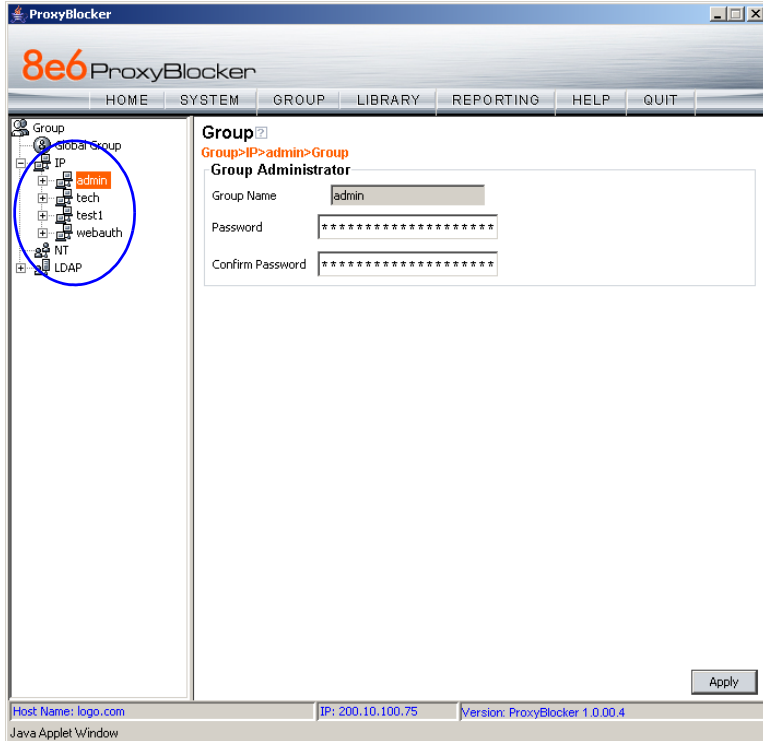 ProxyBlocker
8e6 ProxyBlocker
HOME SYSTEM GROUP LIBRARY REPORTING HELP QUIT
Group
Global Group
IP
admin
tech
test1
webauth
NT
LDAP
Group?
Group>IP>admin>Group
Group Administrator
Group Name admin
Password ********************
Confirm Password ********************
Apply
Host Name: logo.com IP: 200.10.100.75 Version: ProxyBlocker 1.0.00.4
Java Applet Window